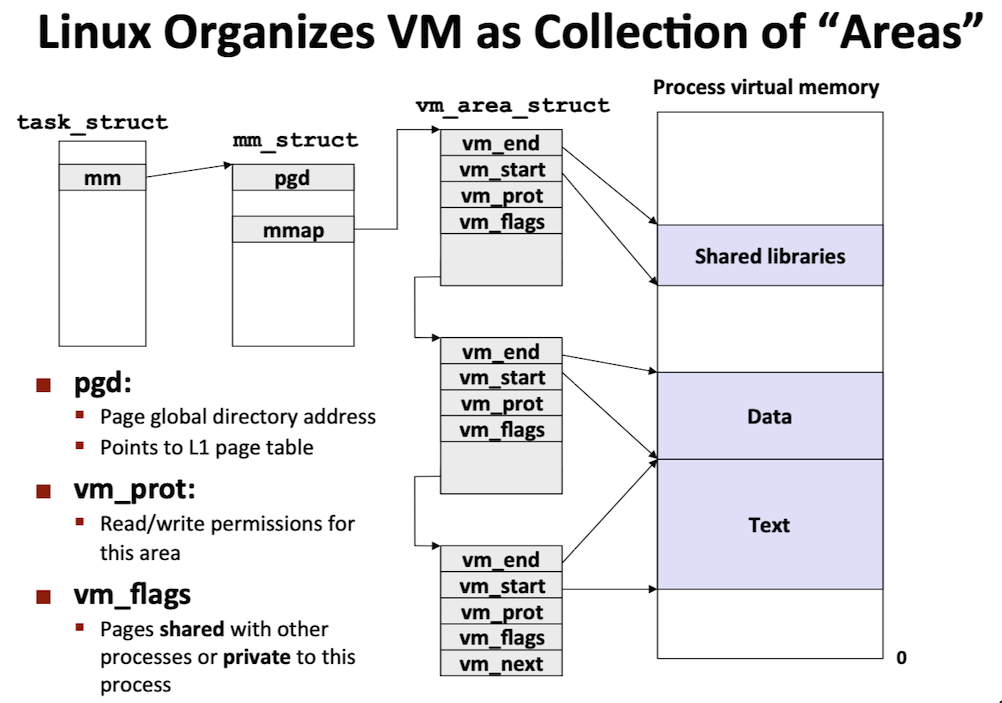 Linux Organizes VM as Collection of “Areas”
task_struct
mm
mm_struct
pgd
mmap
vm_area_struct
vm_end
vm_start
vm_prot
vm_flags
vm_end
vm_start
vm_prot
vm_flags
vm_end
vm_start
vm_prot
vm_flags
vm_next
Process virtual memory
Shared libraries
Data
Text
0
pgd:
Page global directory address
Points to L1 page table
vm_prot:
Read/write permissions for
this area
vm_flags
Pages shared with other
processes or private to this
process